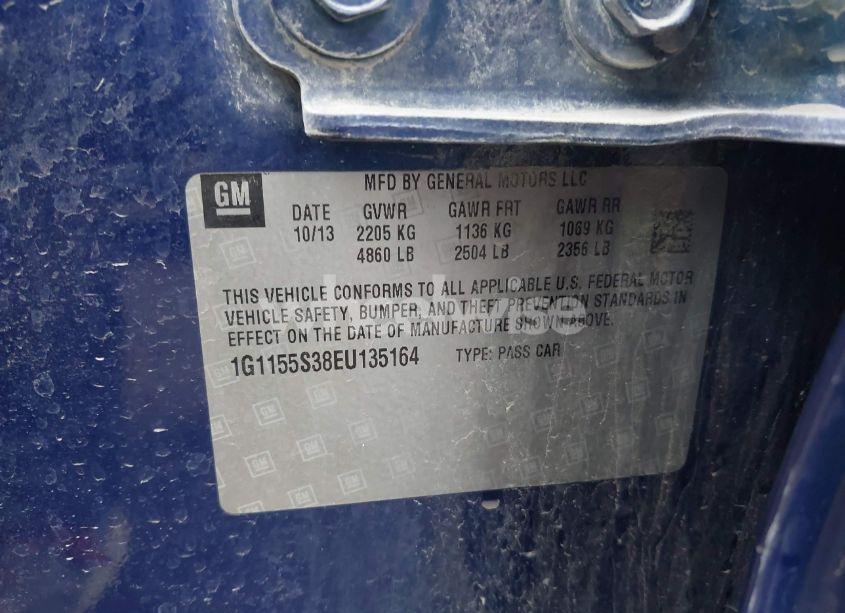 GM
MFD BY GENERAL MOTORS LLC
DATE GVWR GAWR FRT GAWR RR
10/13 2205 KG 1136 KG 1069 KG
4860 LB 2504 LB 2356 LB
THIS VEHICLE CONFORMS TO ALL APPLICABLE U.S. FEDERAL MOTOR
VEHICLE SAFETY, BUMPER, AND THEFT PREVENTION STANDARDS IN
EFFECT ON THE DATE OF MANUFACTURE SHOWN ABOVE.
1G1155S38EU135164 TYPE: PASS CAR